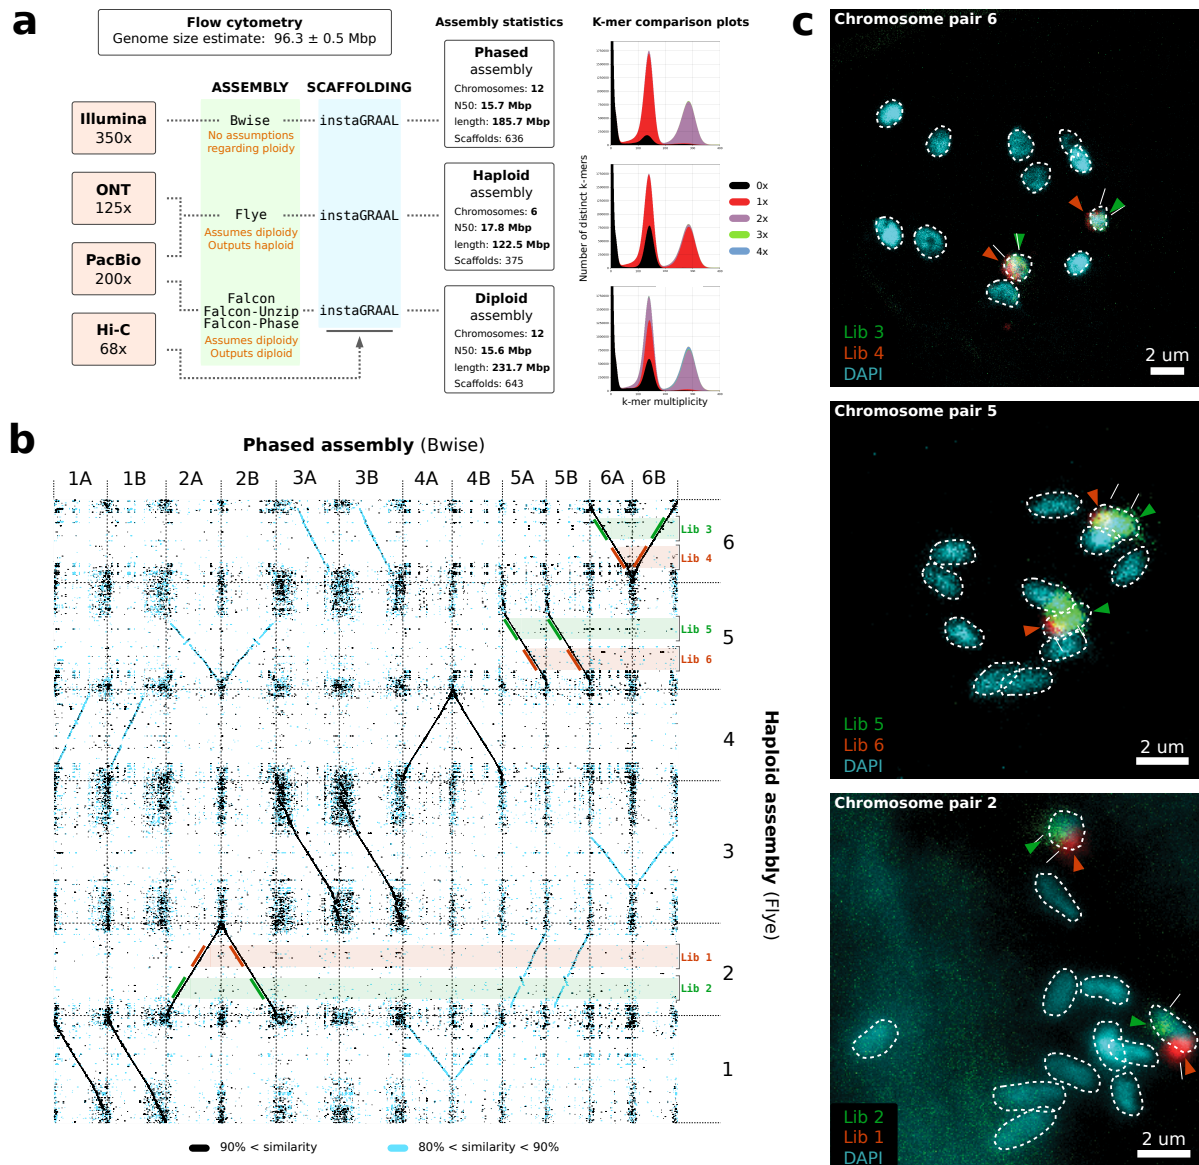 a
Flow cytometry
Genome size estimate: 96.3 ± 0.5 Mbp
Assembly statistics
K-mer comparison plots
ASSEMBLY
SCAFFOLDING
Illumina
350x
ONT
125x
PacBio
200x
Hi-C
68x
Bwise
No assumptions
regarding ploidy
Flye
Assumes diploidy
Outputs haploid
Falcon
Falcon-Unzip
Falcon-Phase
Assumes diploidy
Outputs diploid
instaGRAAL
instaGRAAL
instaGRAAL
Phased
assembly
Chromosomes: 12
N50: 15.7 Mbp
length: 185.7 Mbp
Scaffolds: 636
Haploid
assembly
Chromosomes: 6
N50: 17.8 Mbp
length: 122.5 Mbp
Scaffolds: 375
Diploid
assembly
Chromosomes: 12
N50: 15.6 Mbp
length: 231.7 Mbp
Scaffolds: 643
Number of distinct k-mers
k-mer multiplicity
0x
1x
2x
3x
4x
b
Phased assembly (Bwise)
1A 1B 2A 2B 3A 3B 4A 4B 5A 5B 6A 6B
Lib 3
Lib 4
Lib 5
Lib 6
Lib 1
Lib 2
6
5
4
3
2
1
Haploid assembly (Flye)
90% < similarity
80% < similarity < 90%
c
Chromosome pair 6
Lib 3
Lib 4
DAPI
2 um
Chromosome pair 5
Lib 5
Lib 6
DAPI
2 um
Chromosome pair 2
Lib 2
Lib 1
DAPI
2 um